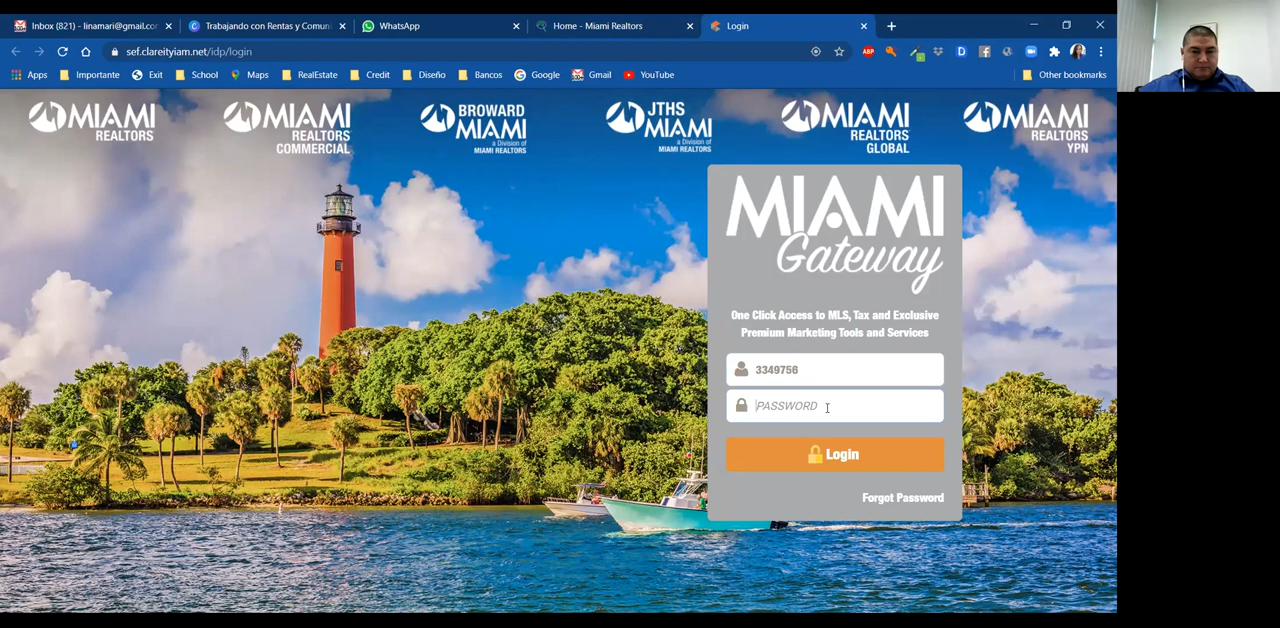 Inbox (821) - linamari@gmail.cor
Trabajando con Rentas y Comuni
WhatsApp
Home - Miami Realtors
Login
sef.clareityiam.net/idp/login
ABP
Apps
Importante
Exit
School
Maps
RealEstate
Credit
Diseño
Bancos
Google
Gmail
YouTube
Other bookmarks
MIAMI
REALTORS
MIAMI
REALTORS
COMMERCIAL
BROWARD
MIAMI
a Division of
MIAMI REALTORS
JTHS
MIAMI
a Division of
MIAMI REALTORS
MIAMI
REALTORS
GLOBAL
MIAMI
REALTORS
YPN
MIAMI
Gateway
One Click Access to MLS, Tax and Exclusive
Premium Marketing Tools and Services
3349756
PASSWORD
Login
Forgot Password